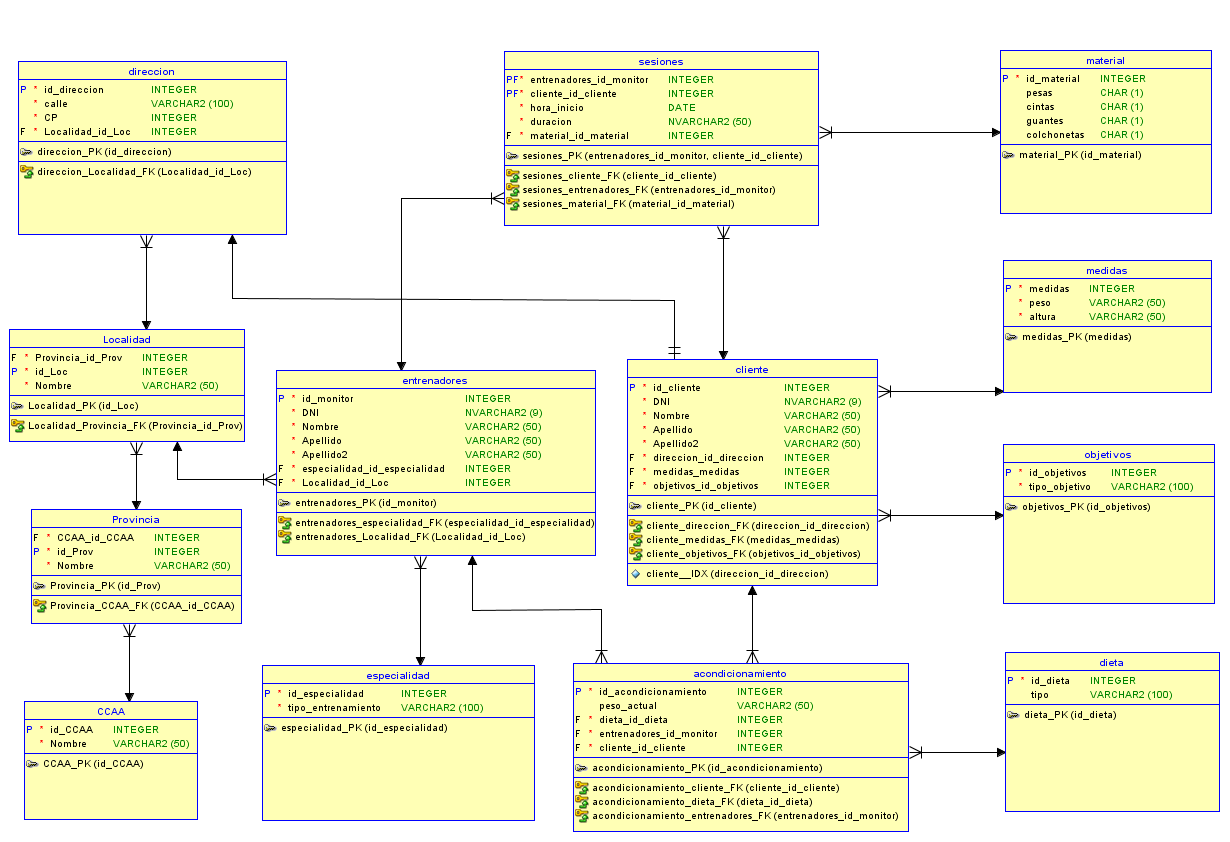 direccion
P * id_direccion INTEGER
* calle VARCHAR2 (100)
* CP INTEGER
F * Localidad_id_Loc INTEGER
direccion_PK (id_direccion)
direccion_Localidad_FK (Localidad_id_Loc)
sesiones
PF* entrenadores_id_monitor INTEGER
PF* cliente_id_cliente INTEGER
* hora_inicio DATE
* duracion NVARCHAR2 (50)
F * material_id_material INTEGER
sesiones_PK (entrenadores_id_monitor, cliente_id_cliente)
sesiones_cliente_FK (cliente_id_cliente)
sesiones_entrenadores_FK (entrenadores_id_monitor)
sesiones_material_FK (material_id_material)
material
P * id_material INTEGER
pesas CHAR (1)
cintas CHAR (1)
guantes CHAR (1)
colchonetas CHAR (1)
material_PK (id_material)
medidas
P * medidas INTEGER
* peso VARCHAR2 (50)
* altura VARCHAR2 (50)
medidas_PK (medidas)
Localidad
F * Provincia_id_Prov INTEGER
P * id_Loc INTEGER
* Nombre VARCHAR2 (50)
Localidad_PK (id_Loc)
Localidad_Provincia_FK (Provincia_id_Prov)
entrenadores
P * id_monitor INTEGER
* DNI NVARCHAR2 (9)
* Nombre VARCHAR2 (50)
* Apellido VARCHAR2 (50)
* Apellido2 VARCHAR2 (50)
F * especialidad_id_especialidad INTEGER
F * Localidad_id_Loc INTEGER
entrenadores_PK (id_monitor)
entrenadores_especialidad_FK (especialidad_id_especialidad)
entrenadores_Localidad_FK (Localidad_id_Loc)
cliente
P * id_cliente INTEGER
* DNI NVARCHAR2 (9)
* Nombre VARCHAR2 (50)
* Apellido VARCHAR2 (50)
* Apellido2 VARCHAR2 (50)
F * direccion_id_direccion INTEGER
F * medidas_medidas INTEGER
F * objetivos_id_objetivos INTEGER
cliente_PK (id_cliente)
cliente_direccion_FK (direccion_id_direccion)
cliente_medidas_FK (medidas_medidas)
cliente_objetivos_FK (objetivos_id_objetivos)
cliente__IDX (direccion_id_direccion)
objetivos
P * id_objetivos INTEGER
* tipo_objetivo VARCHAR2 (100)
objetivos_PK (id_objetivos)
Provincia
F * CCAA_id_CCAA INTEGER
P * id_Prov INTEGER
* Nombre VARCHAR2 (50)
Provincia_PK (id_Prov)
Provincia_CCAA_FK (CCAA_id_CCAA)
CCAA
P * id_CCAA INTEGER
* Nombre VARCHAR2 (50)
CCAA_PK (id_CCAA)
especialidad
P * id_especialidad INTEGER
* tipo_entrenamiento VARCHAR2 (100)
especialidad_PK (id_especialidad)
acondicionamiento
P * id_acondicionamiento INTEGER
peso_actual VARCHAR2 (50)
F * dieta_id_dieta INTEGER
F * entrenadores_id_monitor INTEGER
F * cliente_id_cliente INTEGER
acondicionamiento_PK (id_acondicionamiento)
acondicionamiento_cliente_FK (cliente_id_cliente)
acondicionamiento_dieta_FK (dieta_id_dieta)
acondicionamiento_entrenadores_FK (entrenadores_id_monitor)
dieta
P * id_dieta INTEGER
tipo VARCHAR2 (100)
dieta_PK (id_dieta)